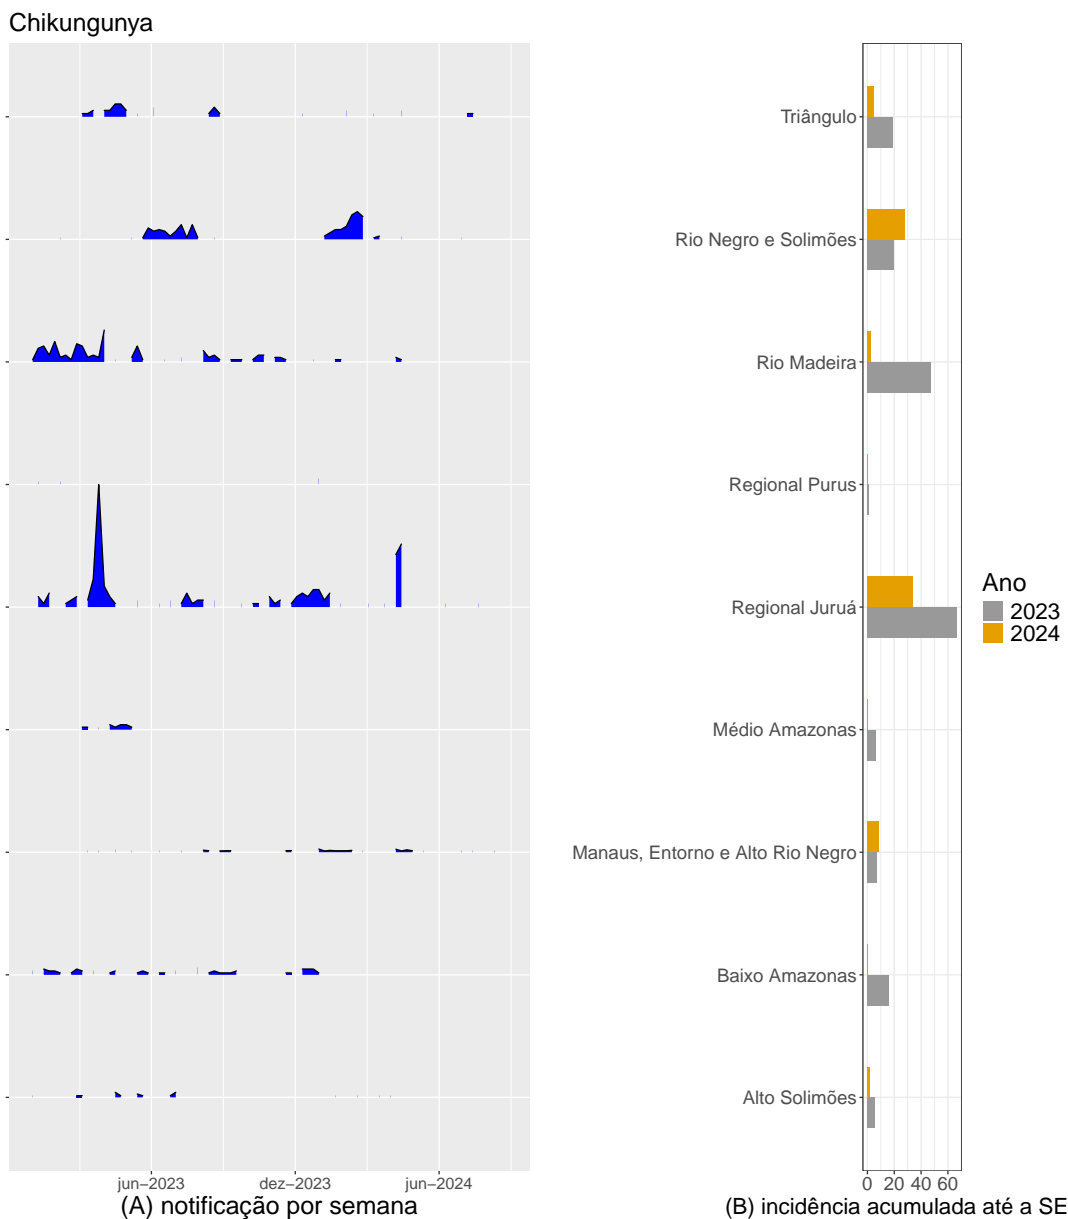 Chikungunya
Triângulo
Rio Negro e Solimões
Rio Madeira
Regional Purus
Regional Juruá
Médio Amazonas
Manaus, Entorno e Alto Rio Negro
Baixo Amazonas
Alto Solimões
Ano
2023
2024
jun–2023 dez–2023 jun–2024
(A) notificação por semana
0 20 40 60
(B) incidência acumulada até a SE